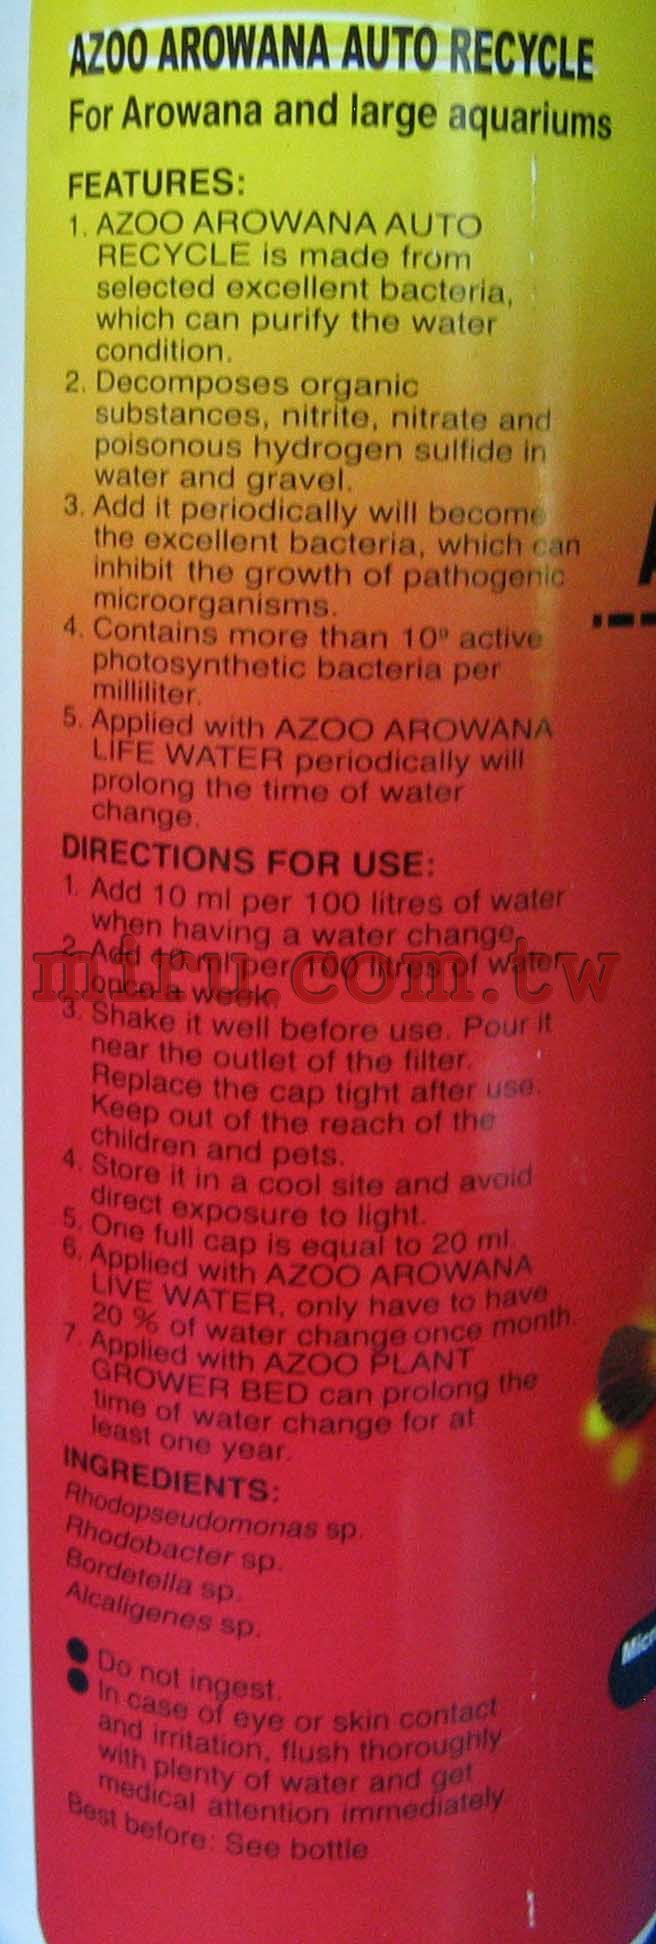 AZOO AROWANA AUTO RECYCLE
For Arowana and large aquariums
FEATURES:
1. AZOO AROWANA AUTO
RECYCLE is made from
selected excellent bacteria,
which can purify the water
condition.
2. Decomposes organic
substances, nitrite, nitrate and
poisonous hydrogen sulfide in
water and gravel.
3. Add it periodically will become
the excellent bacteria, which can
inhibit the growth of pathogenic
microorganisms.
4. Contains more than 10⁹ active
photosynthetic bacteria per
milliliter.
5. Applied with AZOO AROWANA
LIFE WATER periodically will
prolong the time of water
change.
DIRECTIONS FOR USE:
1. Add 10 ml per 100 litres of water
when having a water change.
2. Add 10 ml per 100 litres of water
once a week.
miru.com.tw
3. Shake it well before use. Pour it
near the outlet of the filter.
Replace the cap tight after use.
Keep out of the reach of the
children and pets.
4. Store it in a cool site and avoid
direct exposure to light.
5. One full cap is equal to 20 ml.
6. Applied with AZOO AROWANA
LIVE WATER, only have to have
20 % of water change once month.
7. Applied with AZOO PLANT
GROWER BED can prolong the
time of water change for at
least one year.
INGREDIENTS:
Rhodopseudomonas sp.
Rhodobacter sp.
Bordetella sp.
Alcaligenes sp.
● Do not ingest.
● In case of eye or skin contact
and irritation, flush thoroughly
with plenty of water and get
medical attention immediately
Best before: See bottle
Micr